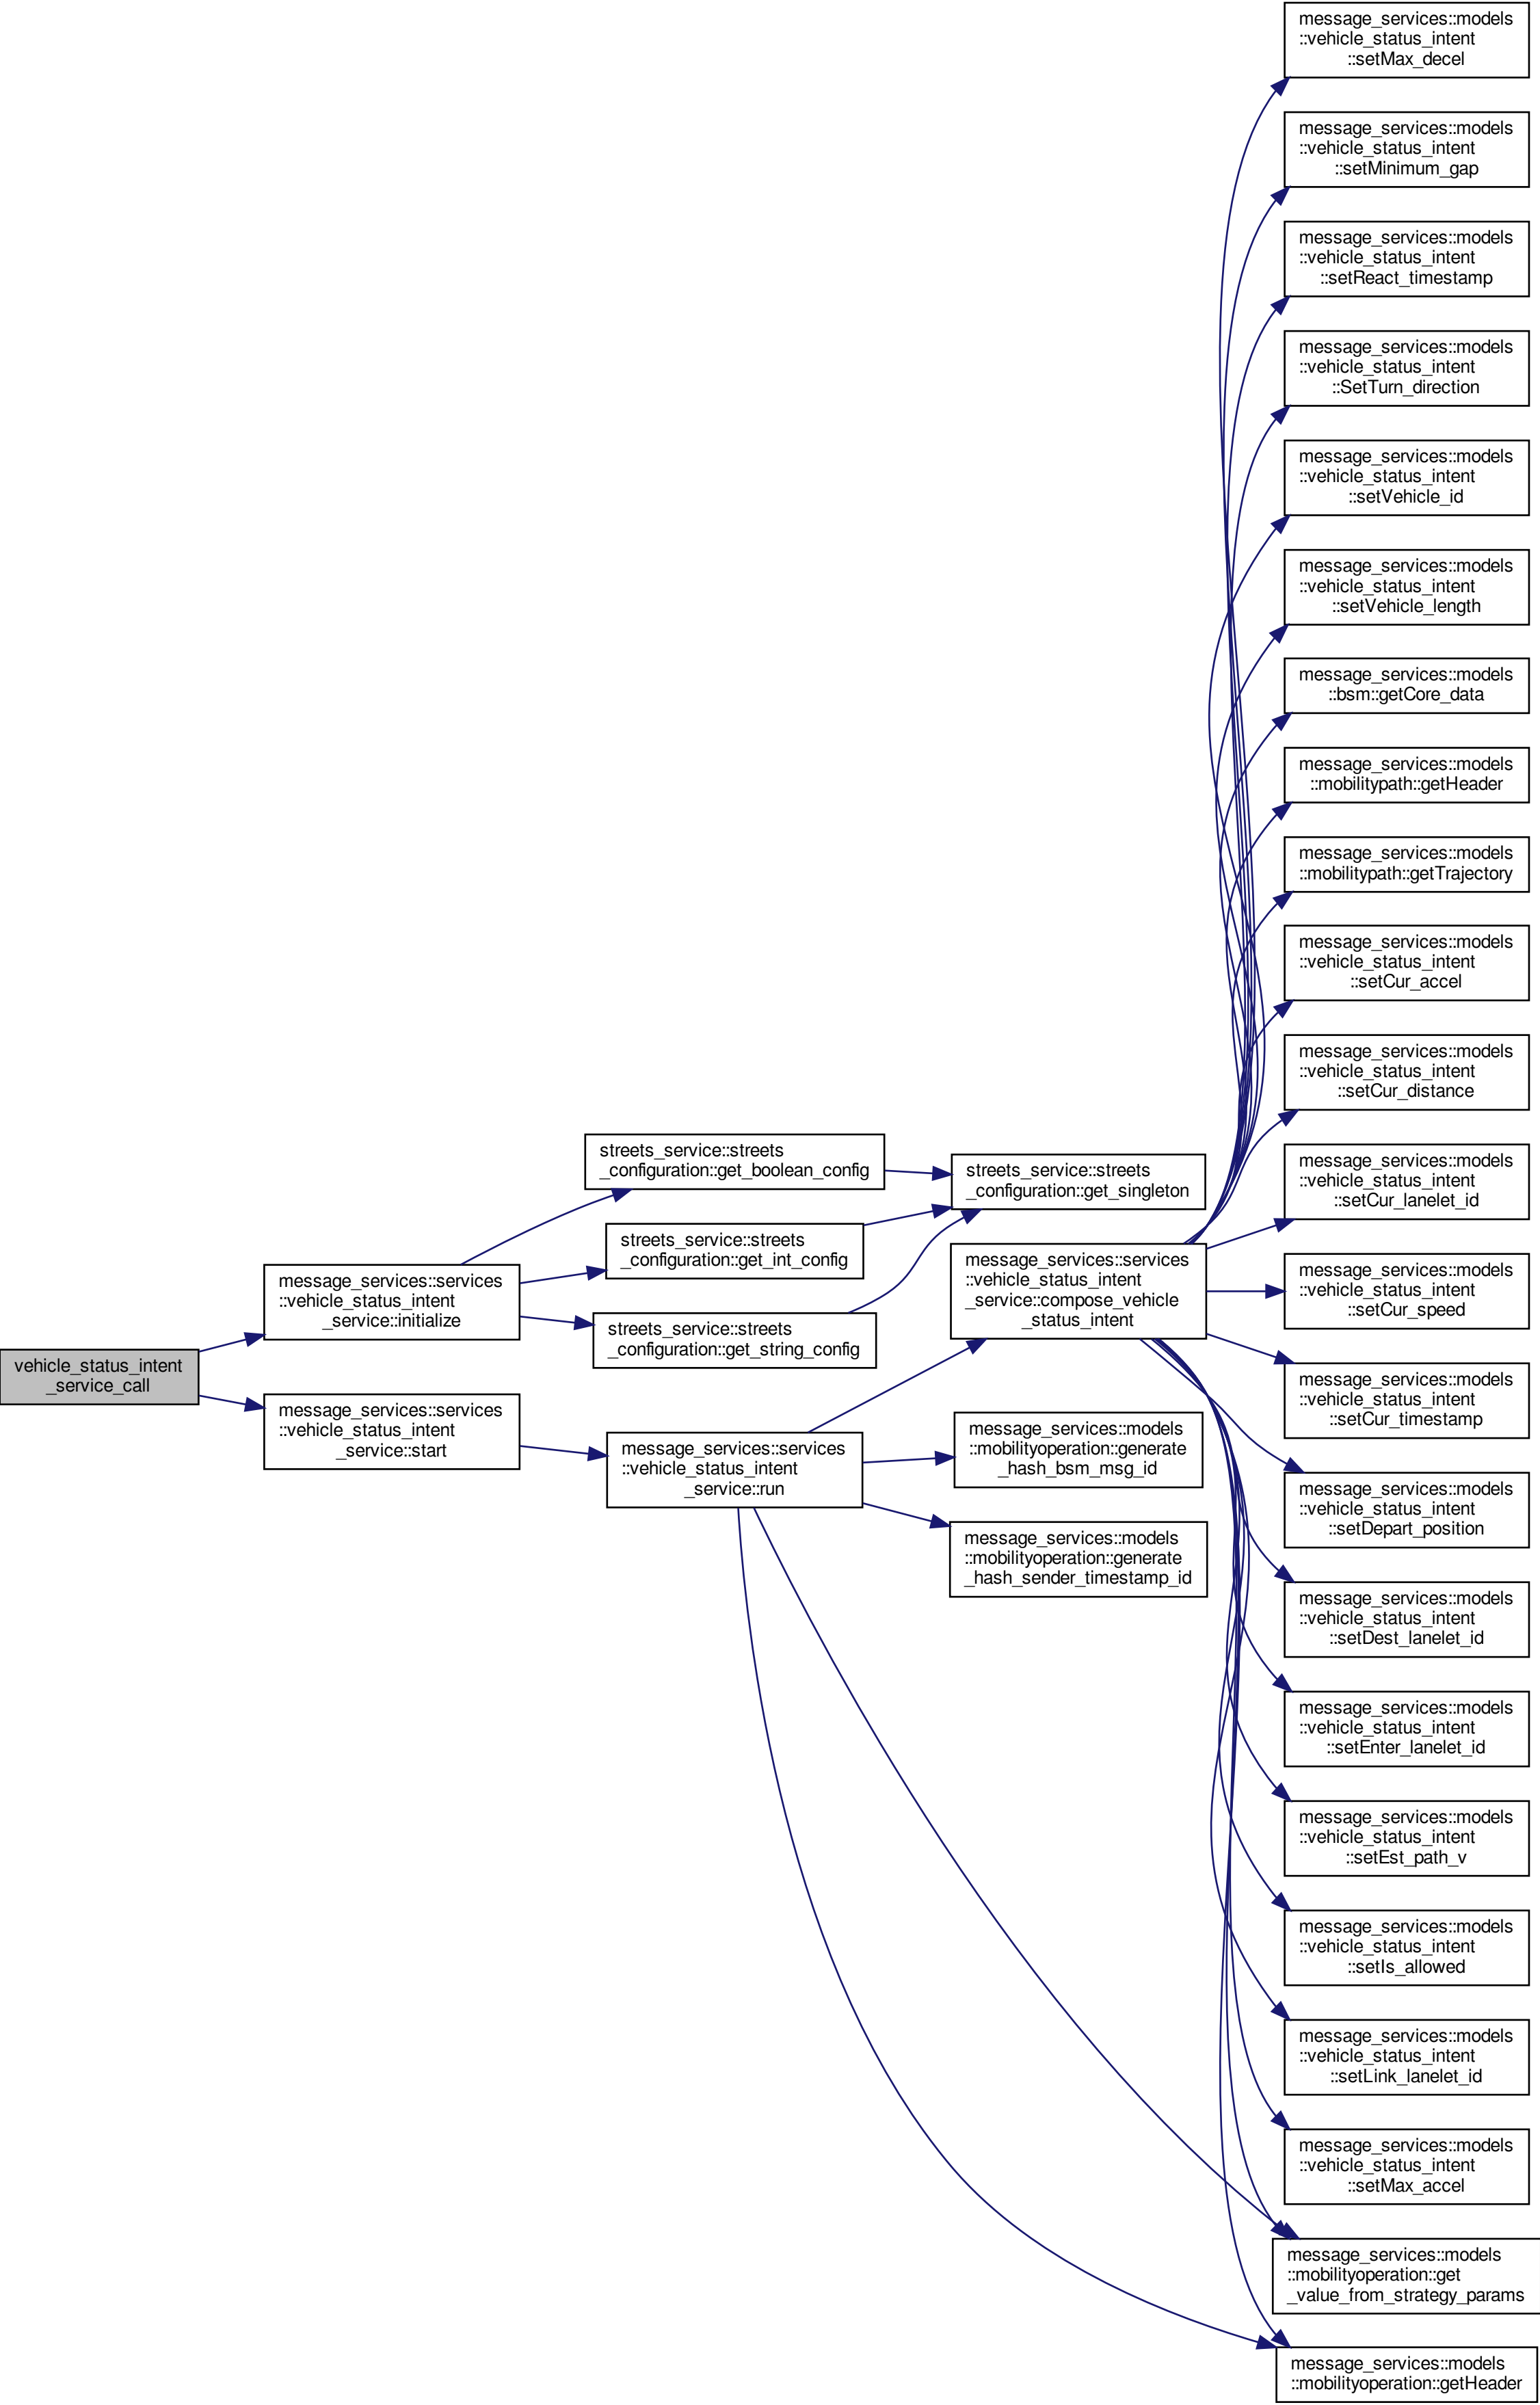 message_services::models
::vehicle_status_intent
::setMax_decel
message_services::models
::vehicle_status_intent
::setMinimum_gap
message_services::models
::vehicle_status_intent
::setReact_timestamp
message_services::models
::vehicle_status_intent
::SetTurn_direction
message_services::models
::vehicle_status_intent
::setVehicle_id
message_services::models
::vehicle_status_intent
::setVehicle_length
message_services::models
::bsm::getCore_data
message_services::models
::mobilitypath::getHeader
message_services::models
::mobilitypath::getTrajectory
message_services::models
::vehicle_status_intent
::setCur_accel
message_services::models
::vehicle_status_intent
::setCur_distance
streets_service::streets
_configuration::get_boolean_config
streets_service::streets
_configuration::get_singleton
message_services::models
::vehicle_status_intent
::setCur_lanelet_id
streets_service::streets
_configuration::get_int_config
message_services::services
::vehicle_status_intent
_service::compose_vehicle
_status_intent
message_services::models
::vehicle_status_intent
::setCur_speed
message_services::services
::vehicle_status_intent
_service::initialize
streets_service::streets
_configuration::get_string_config
vehicle_status_intent
_service_call
message_services::models
::vehicle_status_intent
::setCur_timestamp
message_services::services
::vehicle_status_intent
_service::start
message_services::services
::vehicle_status_intent
_service::run
message_services::models
::mobilityoperation::generate
_hash_bsm_msg_id
message_services::models
::vehicle_status_intent
::setDepart_position
message_services::models
::mobilityoperation::generate
_hash_sender_timestamp_id
message_services::models
::vehicle_status_intent
::setDest_lanelet_id
message_services::models
::vehicle_status_intent
::setEnter_lanelet_id
message_services::models
::vehicle_status_intent
::setEst_path_v
message_services::models
::vehicle_status_intent
::setIs_allowed
message_services::models
::vehicle_status_intent
::setLink_lanelet_id
message_services::models
::vehicle_status_intent
::setMax_accel
message_services::models
::mobilityoperation::get
_value_from_strategy_params
message_services::models
::mobilityoperation::getHeader